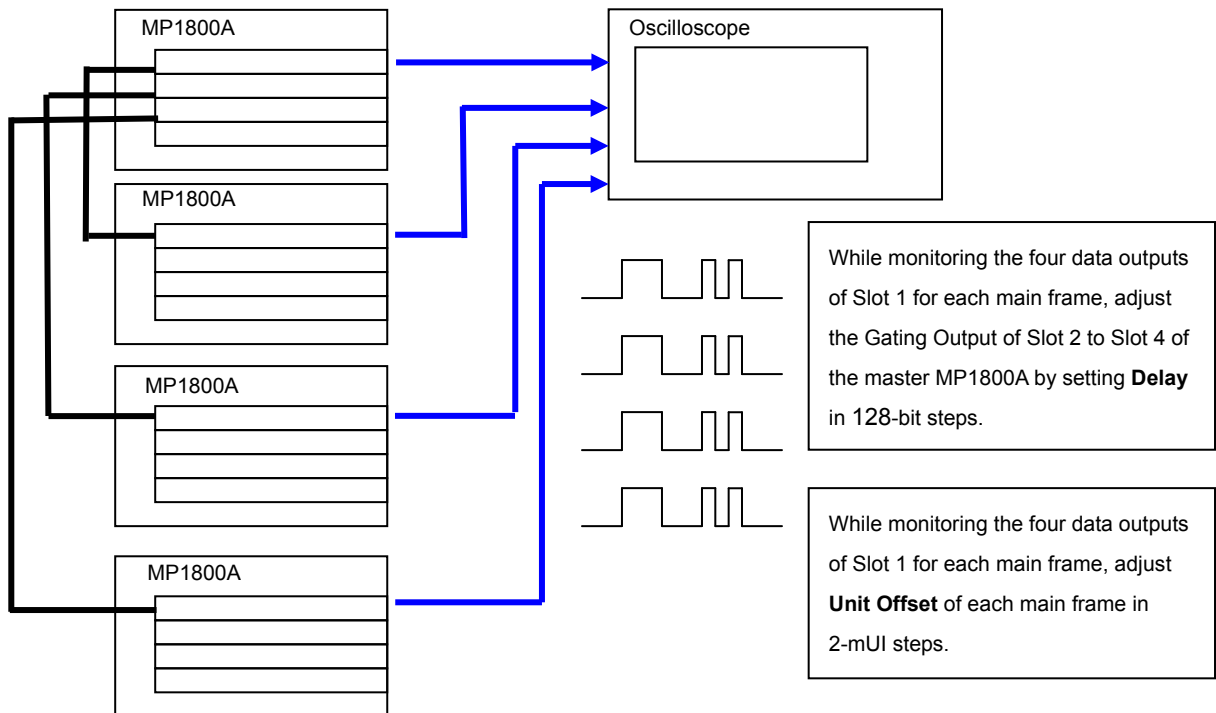 MP1800A
Oscilloscope
MP1800A
MP1800A
MP1800A
While monitoring the four data outputs
of Slot 1 for each main frame, adjust
the Gating Output of Slot 2 to Slot 4 of
the master MP1800A by setting Delay
in 128-bit steps.
While monitoring the four data outputs
of Slot 1 for each main frame, adjust
Unit Offset of each main frame in
2-mUI steps.